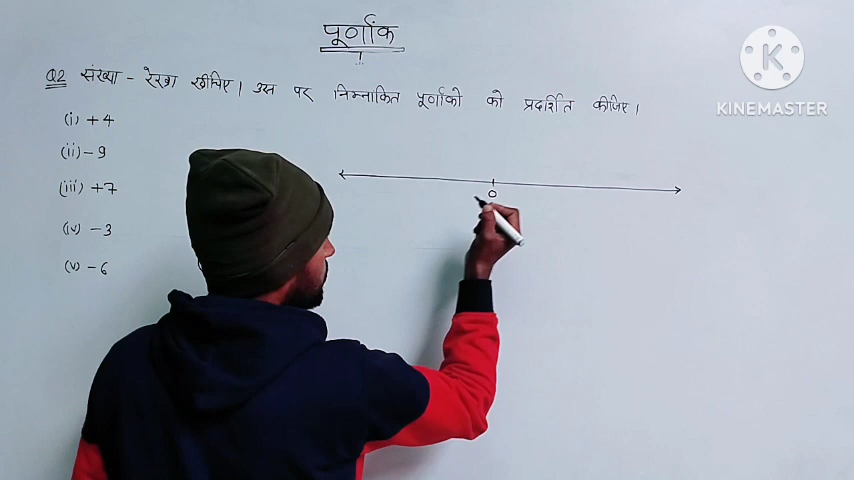 पूर्णांक
Q2 संख्या - रेखा खींचिए। उस पर निम्नांकित पूर्णांको को प्रदर्शित कीजिए।
(i) +4
(ii) -9
(iii) +7
(iv) -3
(v) -6
0
K
KINEMASTER